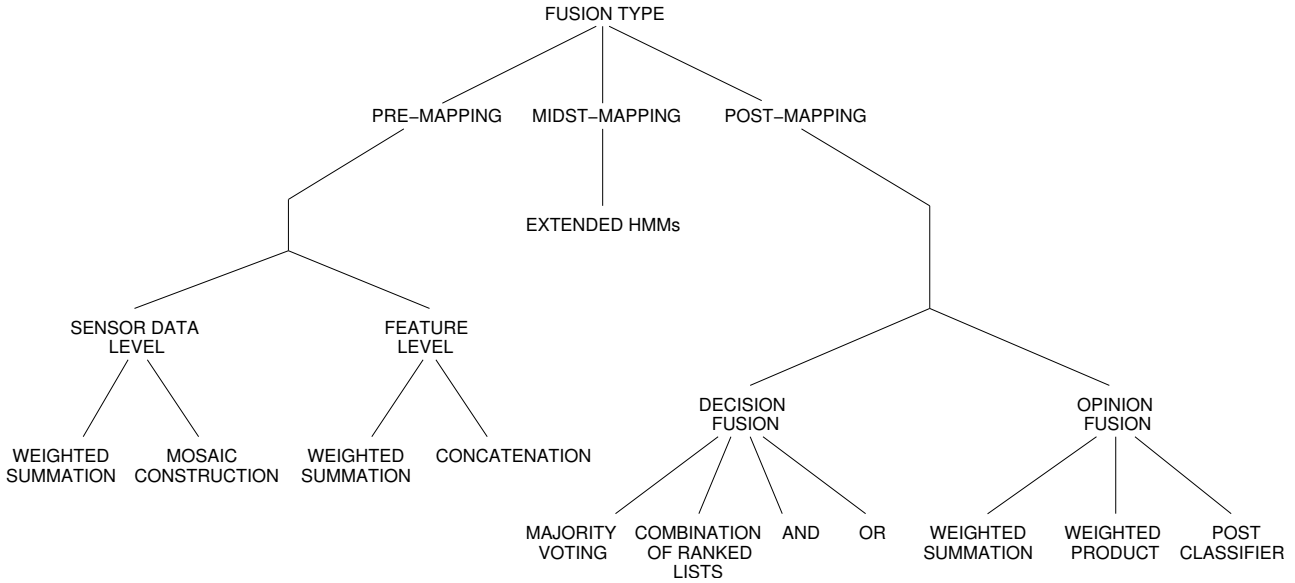 FUSION TYPE
PRE−MAPPING
MIDST−MAPPING
POST−MAPPING
EXTENDED HMMs
SENSOR DATA
LEVEL
FEATURE
LEVEL
DECISION
FUSION
OPINION
FUSION
WEIGHTED
SUMMATION
MOSAIC
CONSTRUCTION
WEIGHTED
SUMMATION
CONCATENATION
MAJORITY
VOTING
COMBINATION
OF RANKED
LISTS
AND
OR
WEIGHTED
SUMMATION
WEIGHTED
PRODUCT
POST
CLASSIFIER